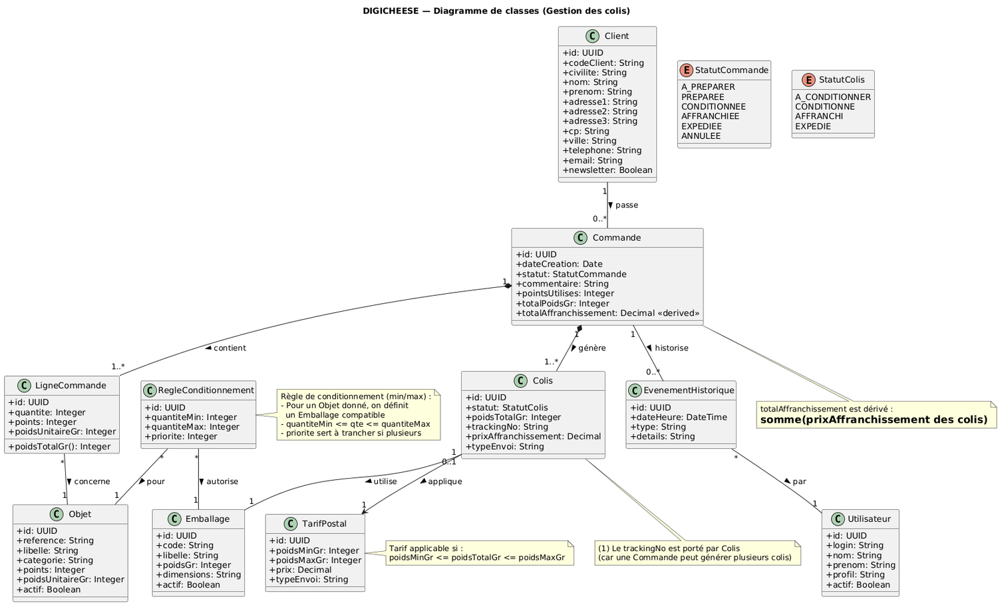 DIGICHEESE — Diagramme de classes (Gestion des colis)
C Client
+id: UUID
+codeClient: String
+civilite: String
+nom: String
+prenom: String
+adresse1: String
+adresse2: String
+adresse3: String
+cp: String
+ville: String
+telephone: String
+email: String
+newsletter: Boolean
E StatutCommande
A_PREPARER
PREPAREE
CONDITIONNEE
AFFRANCHIEE
EXPEDIEE
ANNULEE
E StatutColis
A_CONDITIONNER
CONDITIONNE
AFFRANCHI
EXPEDIE
1
passe
0..*
C Commande
+id: UUID
+dateCreation: Date
+statut: StatutCommande
+commentaire: String
+pointsUtilises: Integer
+totalPoidsGr: Integer
+totalAffranchissement: Decimal «derived»
1
contient
1..*
1
génère
1..*
1
historise
0..*
C LigneCommande
+id: UUID
+quantite: Integer
+points: Integer
+poidsUnitaireGr: Integer
+poidsTotalGr(): Integer
C RegleConditionnement
+id: UUID
+quantiteMin: Integer
+quantiteMax: Integer
+priorite: Integer
Règle de conditionnement (min/max) :
- Pour un Objet donné, on définit
un Emballage compatible
- quantiteMin <= qte <= quantiteMax
- priorite sert à trancher si plusieurs
C Colis
+id: UUID
+statut: StatutColis
+poidsTotalGr: Integer
+trackingNo: String
+prixAffranchissement: Decimal
+typeEnvoi: String
C EvenementHistorique
+id: UUID
+dateHeure: DateTime
+type: String
+details: String
totalAffranchissement est dérivé :
somme(prixAffranchissement des colis)
*
concerne
1
*
pour
1
*
autorise
1
1
utilise
1
0..1
applique
1
*
par
1
C Objet
+id: UUID
+reference: String
+libelle: String
+categorie: String
+points: Integer
+poidsUnitaireGr: Integer
+actif: Boolean
C Emballage
+id: UUID
+code: String
+libelle: String
+poidsGr: Integer
+dimensions: String
+actif: Boolean
C TarifPostal
+id: UUID
+poidsMinGr: Integer
+poidsMaxGr: Integer
+prix: Decimal
+typeEnvoi: String
Tarif applicable si :
poidsMinGr <= poidsTotalGr <= poidsMaxGr
(1) Le trackingNo est porté par Colis
(car une Commande peut générer plusieurs colis)
C Utilisateur
+id: UUID
+login: String
+nom: String
+prenom: String
+profil: String
+actif: Boolean